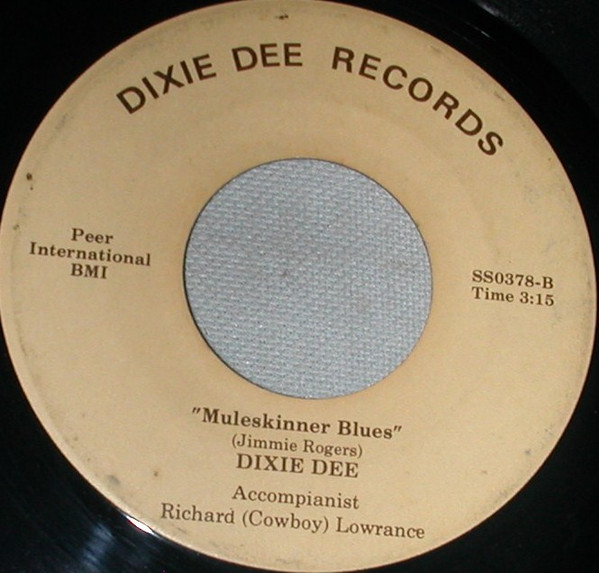 DIXIE DEE RECORDS
Peer
International
BMI
SS0378-B
Time 3:15
"Muleskinner Blues"
(Jimmie Rogers)
DIXIE DEE
Accompianist
Richard (Cowboy) Lowrance